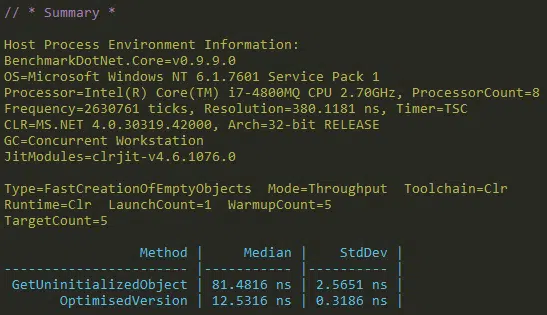 // * Summary *
Host Process Environment Information:
BenchmarkDotNet.Core=v0.9.9.0
OS=Microsoft Windows NT 6.1.7601 Service Pack 1
Processor=Intel(R) Core(TM) i7-4800MQ CPU 2.70GHz, ProcessorCount=8
Frequency=2630761 ticks, Resolution=380.1181 ns, Timer=TSC
CLR=MS.NET 4.0.30319.42000, Arch=32-bit RELEASE
GC=Concurrent Workstation
JitModules=clrjit-v4.6.1076.0
Type=FastCreationOfEmptyObjects  Mode=Throughput  Toolchain=Clr
Runtime=Clr  LaunchCount=1  WarmupCount=5
TargetCount=5
Method | Median | StdDev |
----------------------- |----------- |---------- |
GetUninitializedObject | 81.4816 ns | 2.5651 ns |
OptimisedVersion | 12.5316 ns | 0.3186 ns |